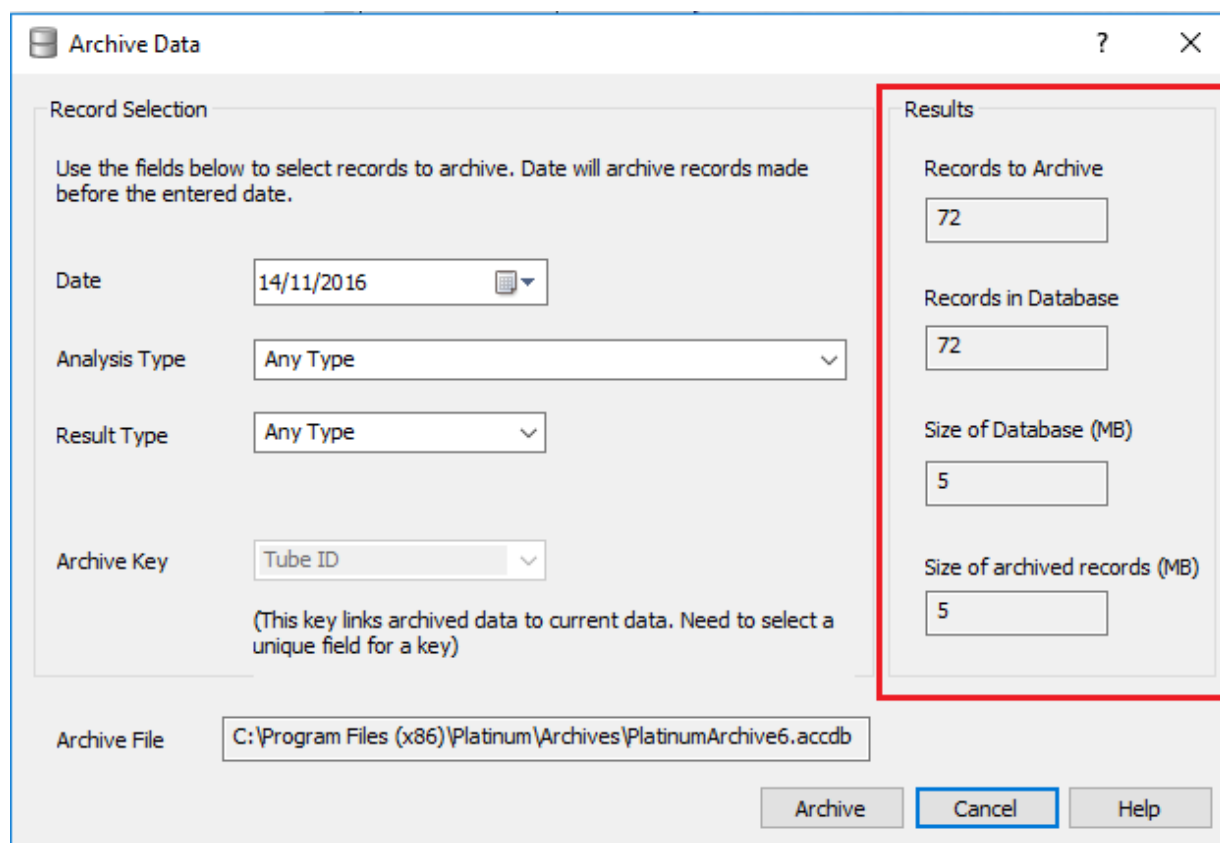 Archive Data
?
Record Selection
Use the fields below to select records to archive. Date will archive records made
before the entered date.
Date
14/11/2016
Analysis Type
Any Type
Result Type
Any Type
Archive Key
Tube ID
(This key links archived data to current data. Need to select a
unique field for a key)
Results
Records to Archive
72
Records in Database
72
Size of Database (MB)
5
Size of archived records (MB)
5
Archive File
C:\Program Files (x86)\Platinum\Archives\PlatinumArchive6.accdb
Archive
Cancel
Help